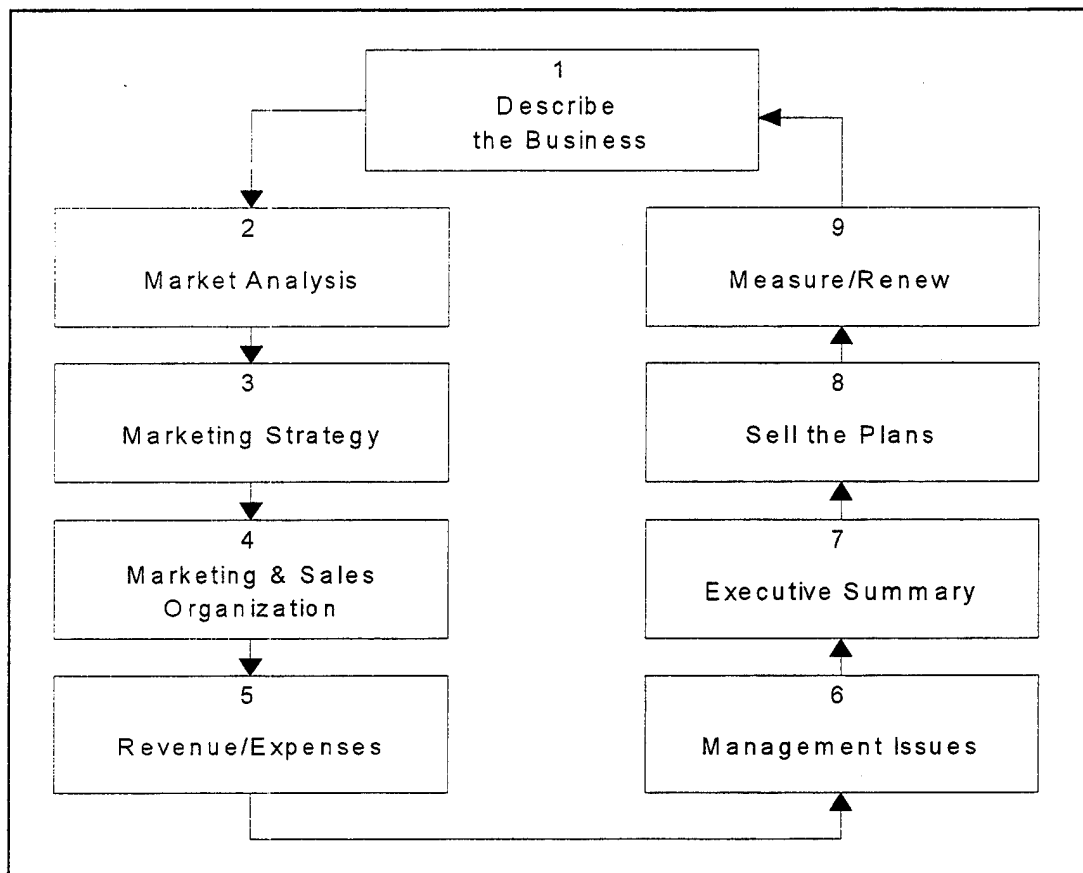 1
Describe
the Business
2
Market Analysis
3
Marketing Strategy
4
Marketing & Sales
Organization
5
Revenue/Expenses
6
Management Issues
7
Executive Summary
8
Sell the Plans
9
Measure/Renew